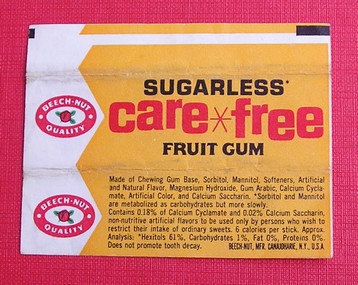 SUGARLESS*
care*free
FRUIT GUM
BEECH-NUT
QUALITY
BEECH-NUT
QUALITY
Made of Chewing Gum Base, Sorbitol, Mannitol, Softeners, Artificial
and Natural Flavor, Magnesium Hydroxide, Gum Arabic, Calcium Cycla-
mate, Artificial Color, and Calcium Saccharin. *Sorbitol and Mannitol
are metabolized as carbohydrates but more slowly.
Contains 0.18% of Calcium Cyclamate and 0.02% Calcium Saccharin,
non-nutritive artificial flavors to be used only by persons who wish to
restrict their intake of ordinary sweets. 6 calories per stick. Approx.
Analysis: *Hexitols 61%, Carbohydrates 1%, Fat 0%, Proteins 0%.
Does not promote tooth decay. BEECH-NUT, MFR. CANAJOHARIE, N.Y., U.S.A.